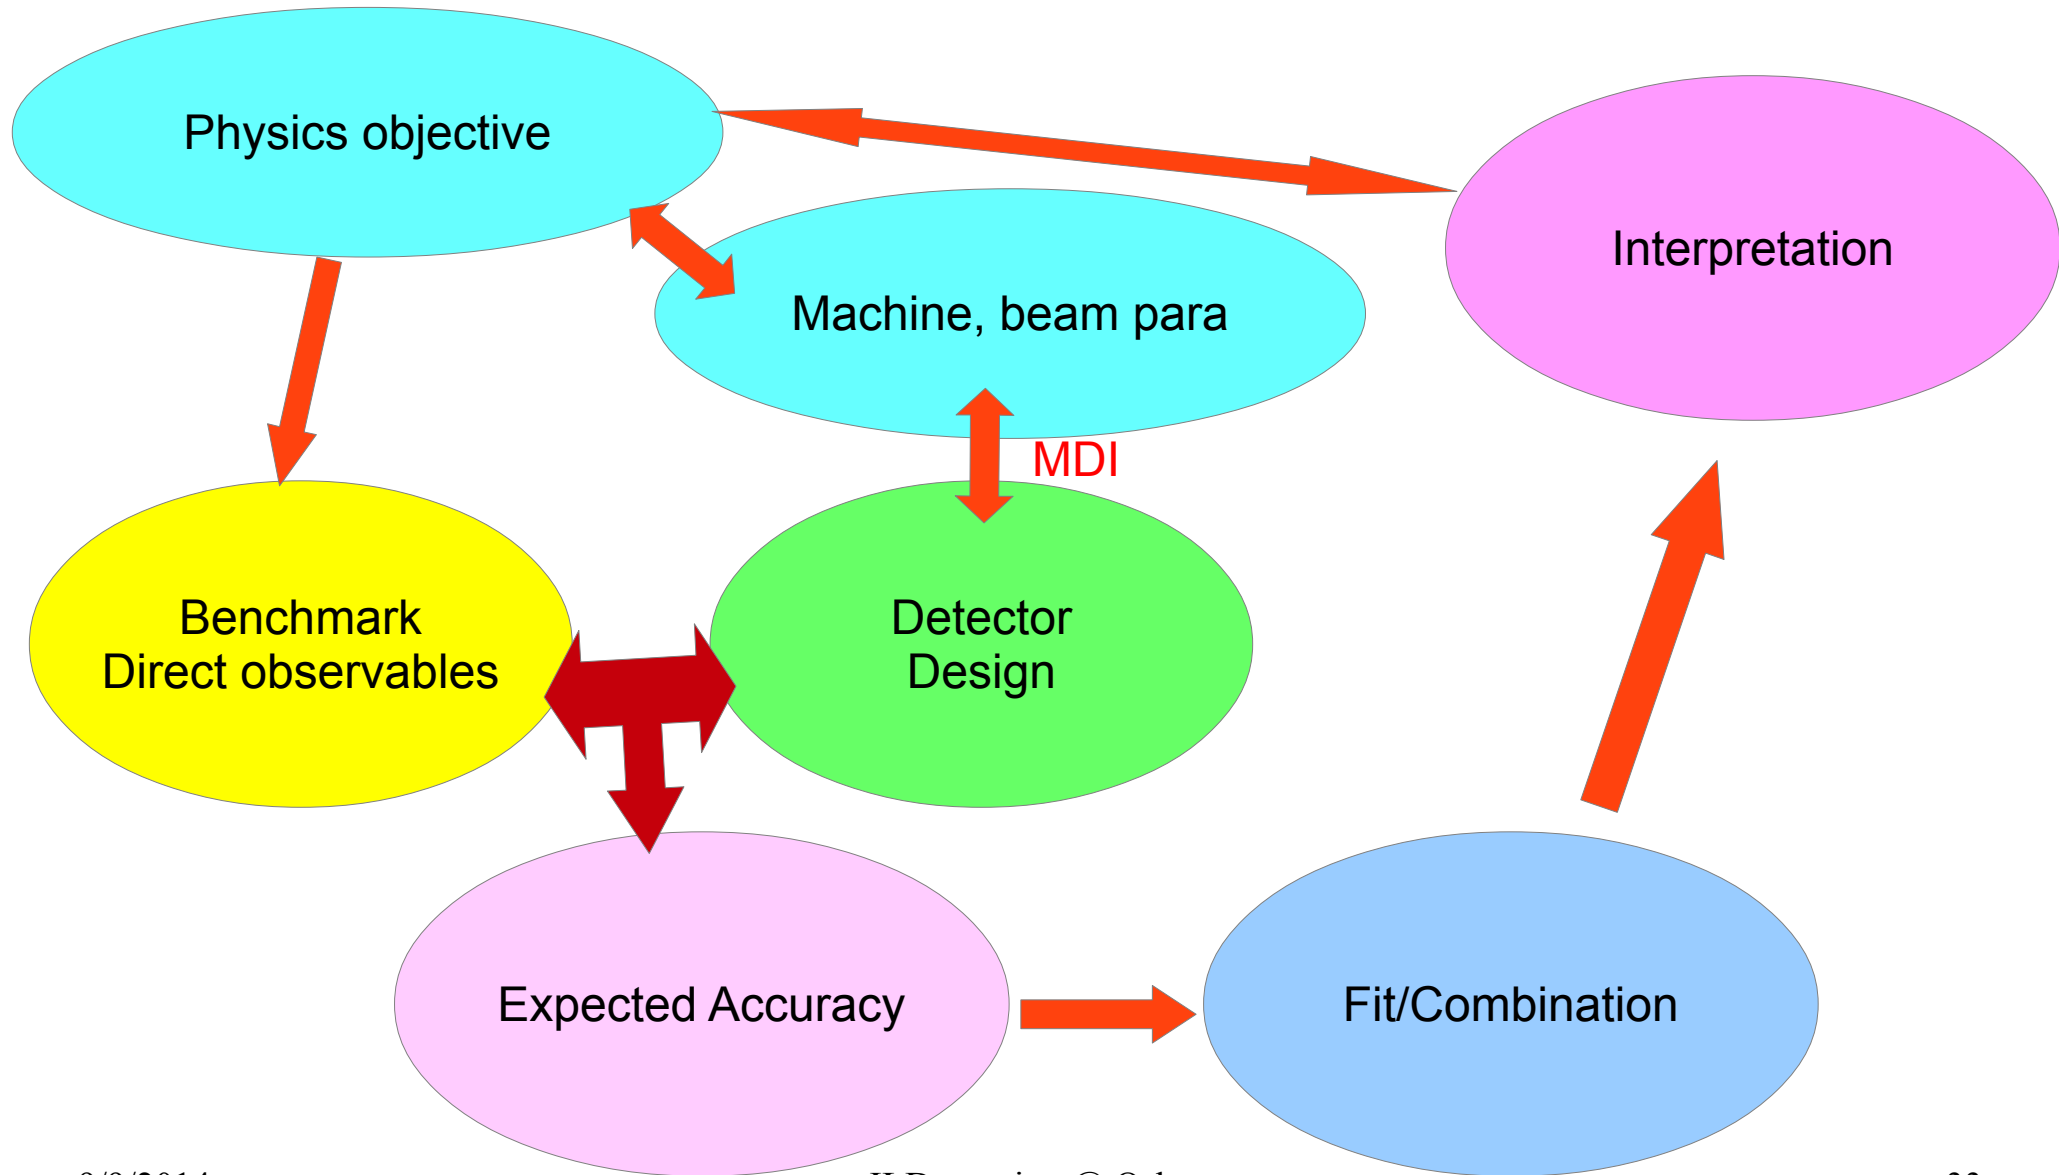 Physics objective
Interpretation
Machine, beam para
MDI
Benchmark
Direct observables
Detector
Design
Expected Accuracy
Fit/Combination